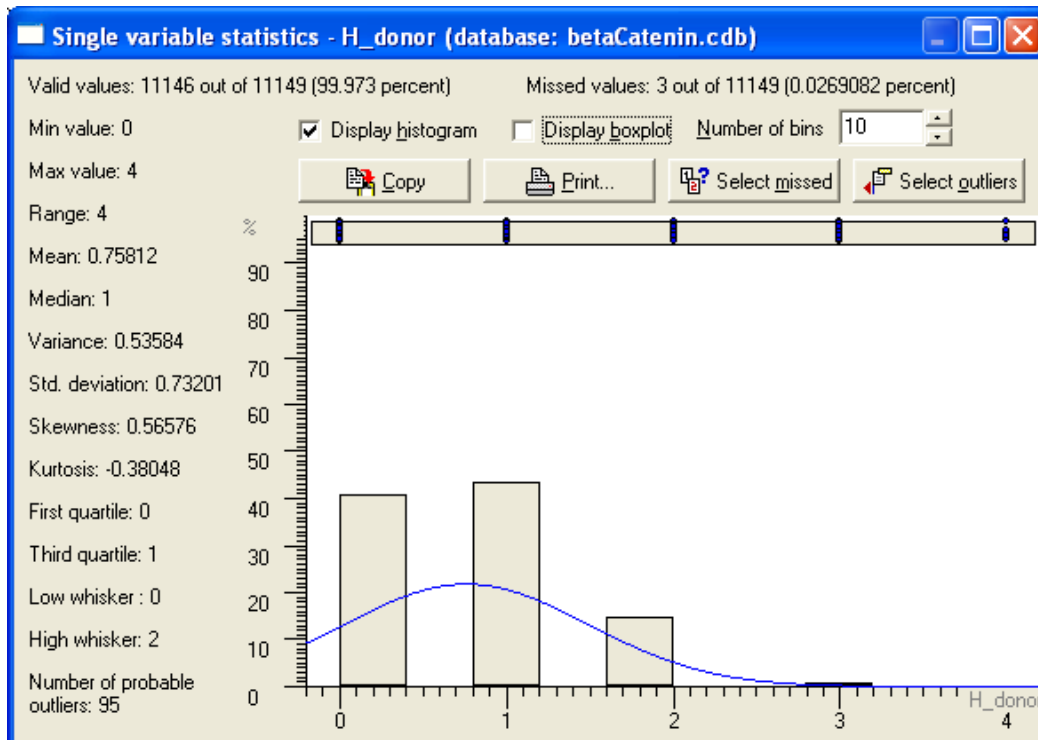 Single variable statistics - H_donor (database: betaCatenin.cdb)
Valid values: 11146 out of 11149 (99.973 percent) Missed values: 3 out of 11149 (0.0269082 percent)
Min value: 0
Display histogram Display boxplot Number of bins 10
Max value: 4
Copy Print... Select missed Select outliers
Range: 4
Mean: 0.75812
Median: 1
Variance: 0.53584
Std. deviation: 0.73201
Skewness: 0.56576
Kurtosis: -0.38048
First quartile: 0
Third quartile: 1
Low whisker : 0
High whisker: 2
Number of probable
outliers: 95
%
90
80
70
60
50
40
30
20
10
0
H_donor
0 1 2 3 4